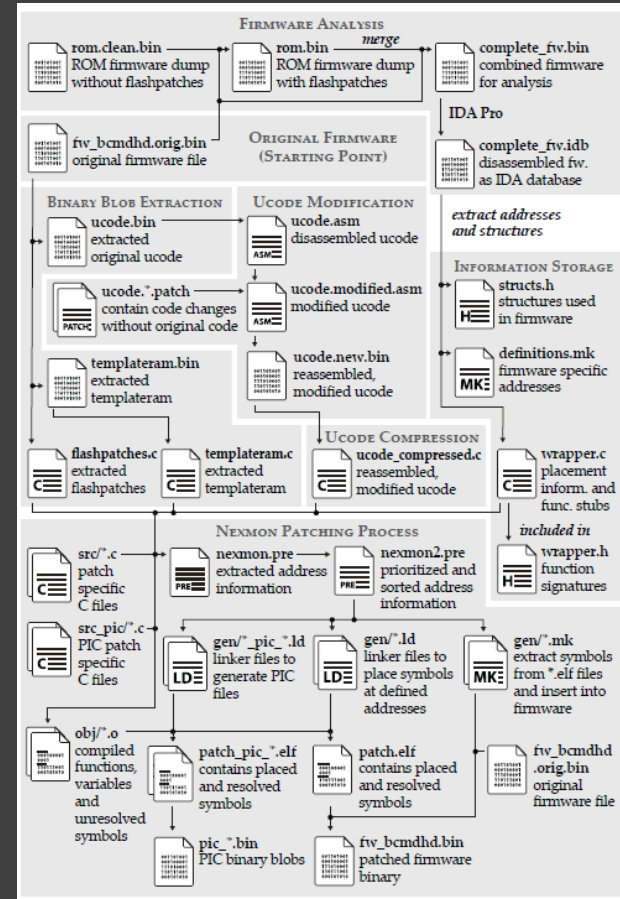 FIRMWARE ANALYSIS
rom.clean.bin
ROM firmware dump
without flashpatches
rom.bin
ROM firmware dump
with flashpatches
merge
complete_fw.bin
combined firmware
for analysis
IDA Pro
fw_bcmdhd.orig.bin
original firmware file
ORIGINAL FIRMWARE
(STARTING POINT)
complete_fw.idb
disassembled fw.
as IDA database
extract addresses
and structures
BINARY BLOB EXTRACTION
ucode.bin
extracted
original ucode
UCODE MODIFICATION
ASM
ucode.asm
disassembled ucode
PATCH
ucode.*.patch
contain code changes
without original code
ASM
ucode.modified.asm
modified ucode
ucode.new.bin
reassembled,
modified ucode
templateram.bin
extracted
templateram
INFORMATION STORAGE
H
structs.h
structures used
in firmware
MK
definitions.mk
firmware specific
addresses
C
flashpatches.c
extracted
flashpatches
C
templateram.c
extracted
templateram
UCODE COMPRESSION
C
ucode_compressed.c
reassembled,
modified ucode
C
wrapper.c
placement
inform. and
func. stubs
included in
H
wrapper.h
function
signatures
NEXMON PATCHING PROCESS
C
src/*.c
patch
specific
C files
PRE
nexmon.pre
extracted address
information
PRE
nexmon2.pre
prioritized and
sorted address
information
C
src_pic/*.c
PIC patch
specific
C files
LD
gen/*_pic_*.ld
linker files to
generate PIC
files
LD
gen/*.ld
linker files to
place symbols
at defined
addresses
MK
gen/*.mk
extract symbols
from *.elf files
and insert into
firmware
obj/*.o
compiled
functions,
variables
and
unresolved
symbols
patch_pic_*.elf
contains placed
and resolved
symbols
patch.elf
contains placed
and resolved
symbols
fw_bcmdhd
.orig.bin
original
firmware file
pic_*.bin
PIC binary blobs
fw_bcmdhd.bin
patched firmware
binary